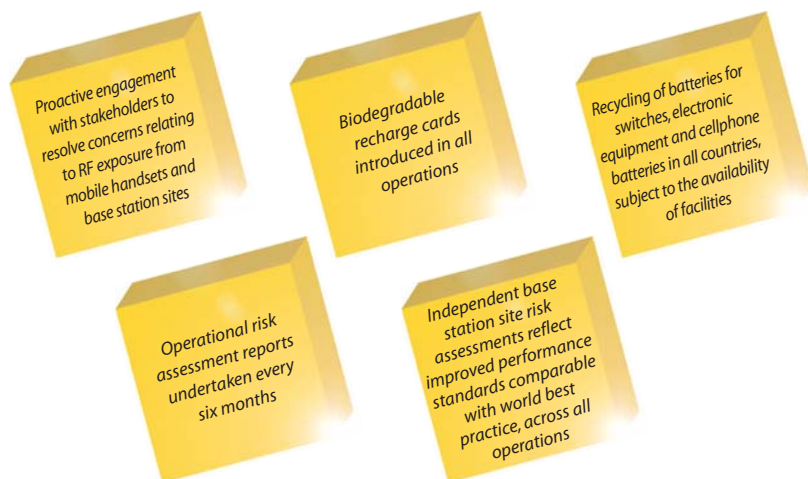 Proactive engagement
with stakeholders to
resolve concerns relating
to RF exposure from
mobile handsets and
base station sites
Biodegradable
recharge cards
introduced in all
operations
Recycling of batteries for
switches, electronic
equipment and cellphone
batteries in all countries,
subject to the availability
of facilities
Operational risk
assessment reports
undertaken every
six months
Independent base
station site risk
assessments reflect
improved performance
standards comparable
with world best
practice, across all
operations